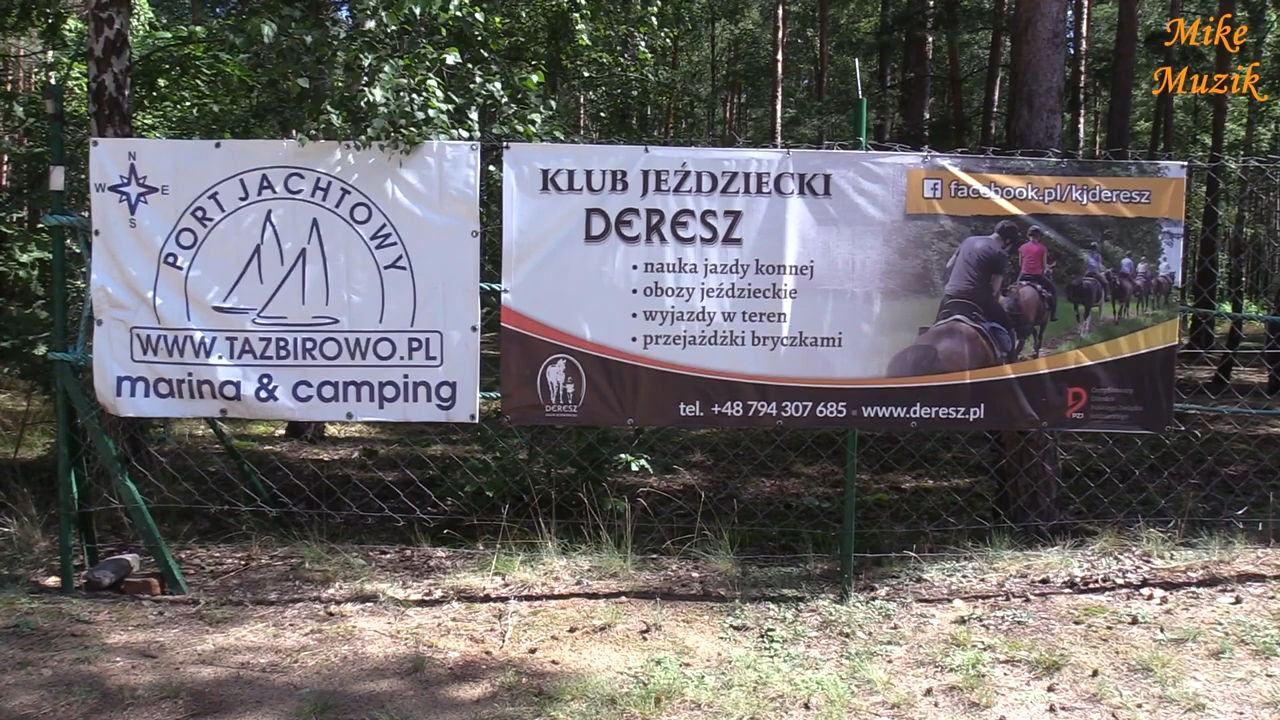 Mike
Muzik
N
W E
S
PORT JACHTOWY
WWW.TAZBIROWO.PL
marina & camping
KLUB JEŹDZIECKI
DERESZ
facebook.pl/kjderesz
• nauka jazdy konnej
• obozy jeździeckie
• wyjazdy w teren
• przejażdżki bryczkami
DERESZ
tel. +48 794 307 685 www.deresz.pl
PZJ